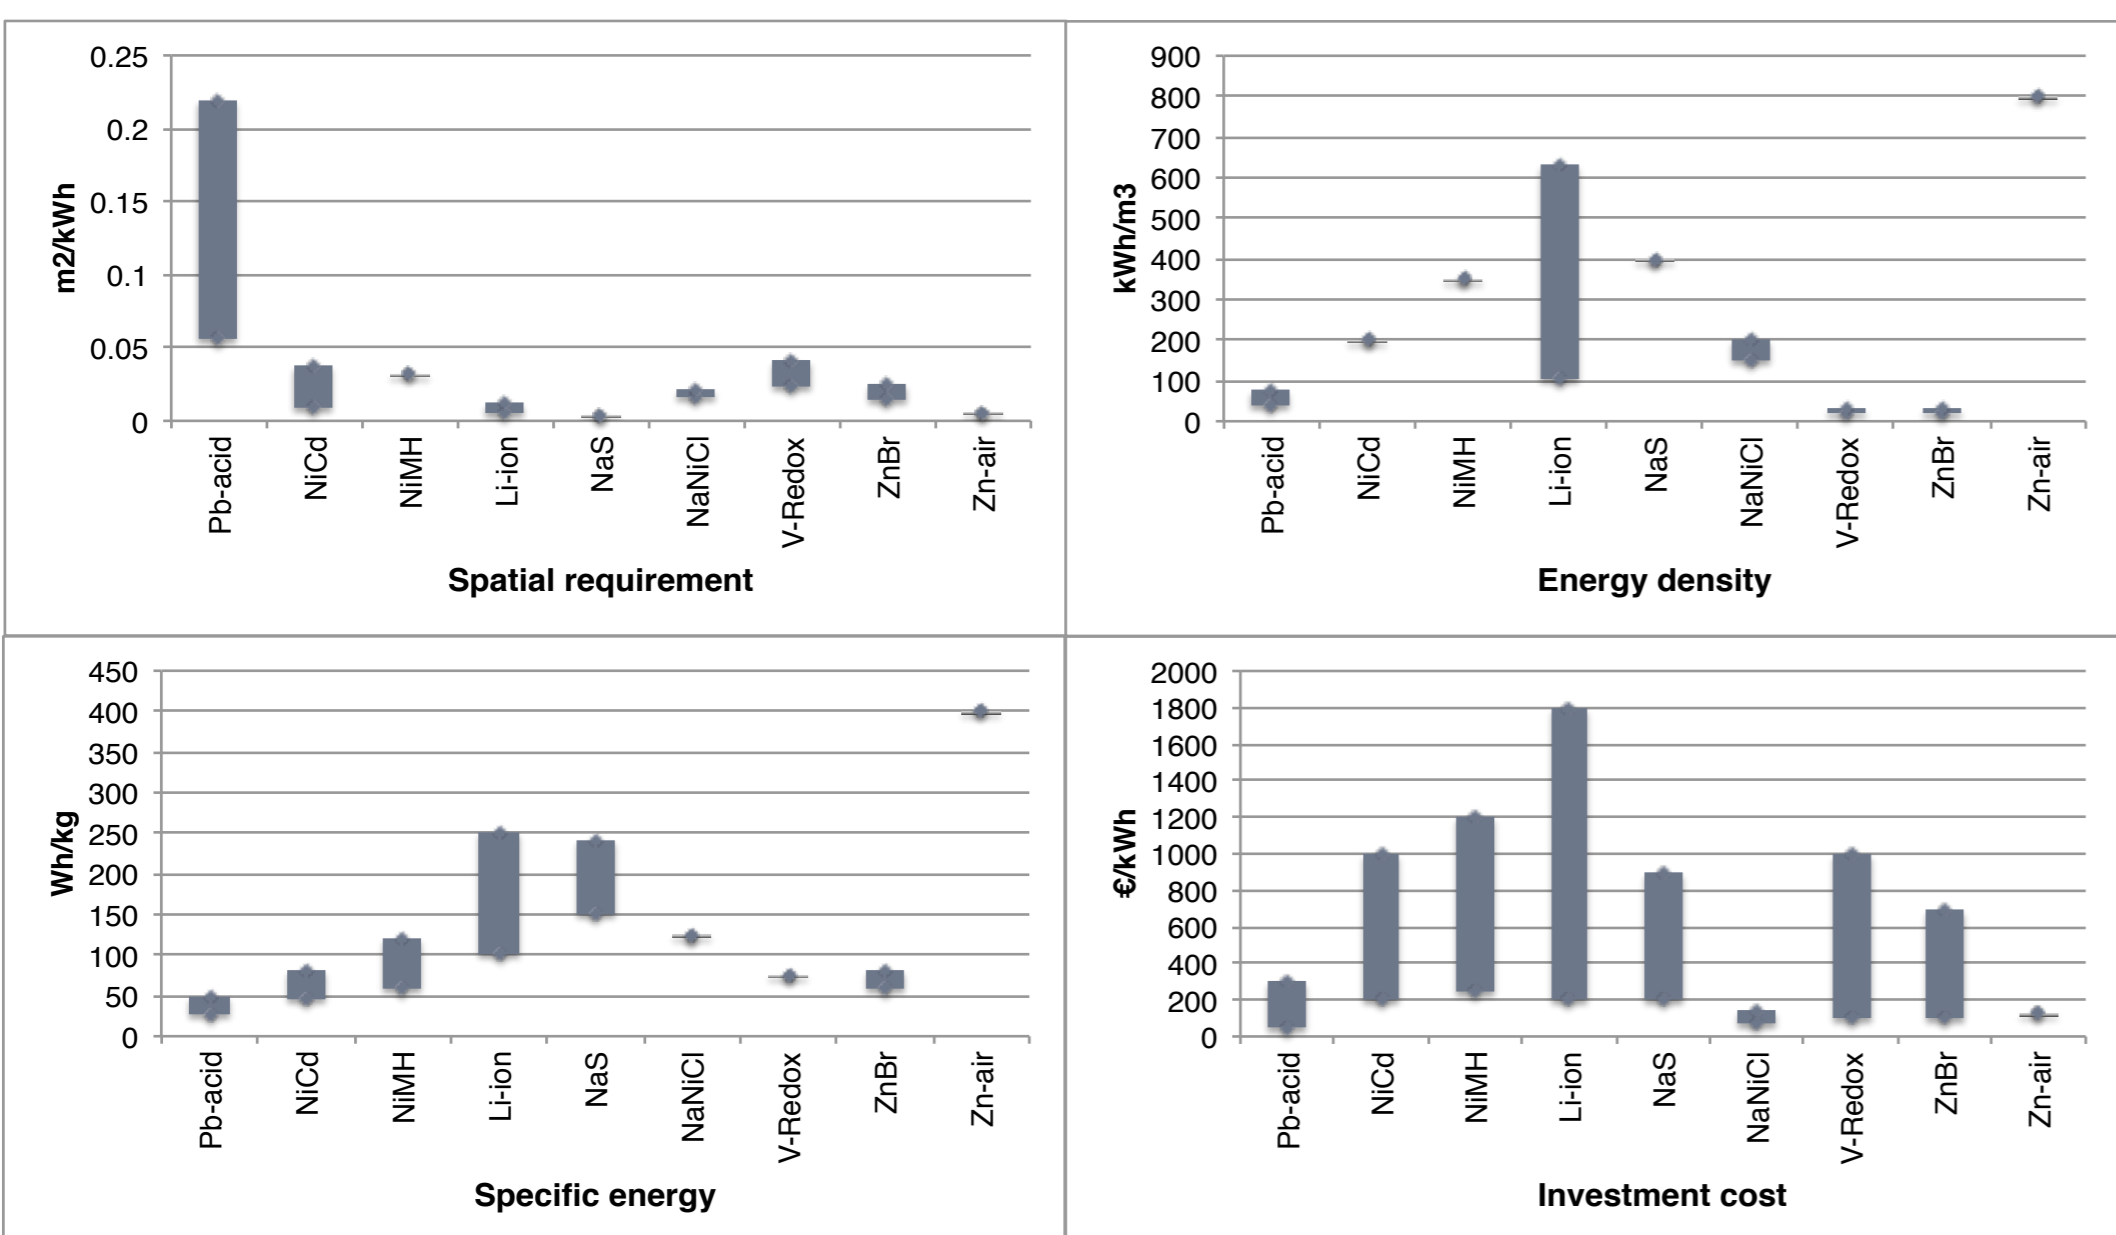 0.25
0.2
0.15
0.1
0.05
0
m2/kWh
Pb-acid
NiCd
NiMH
Li-ion
NaS
NaNiCl
V-Redox
ZnBr
Zn-air
Spatial requirement
900
800
700
600
500
400
300
200
100
0
kWh/m3
Pb-acid
NiCd
NiMH
Li-ion
NaS
NaNiCl
V-Redox
ZnBr
Zn-air
Energy density
450
400
350
300
250
200
150
100
50
0
Wh/kg
Pb-acid
NiCd
NiMH
Li-ion
NaS
NaNiCl
V-Redox
ZnBr
Zn-air
Specific energy
2000
1800
1600
1400
1200
1000
800
600
400
200
0
€/kWh
Pb-acid
NiCd
NiMH
Li-ion
NaS
NaNiCl
V-Redox
ZnBr
Zn-air
Investment cost